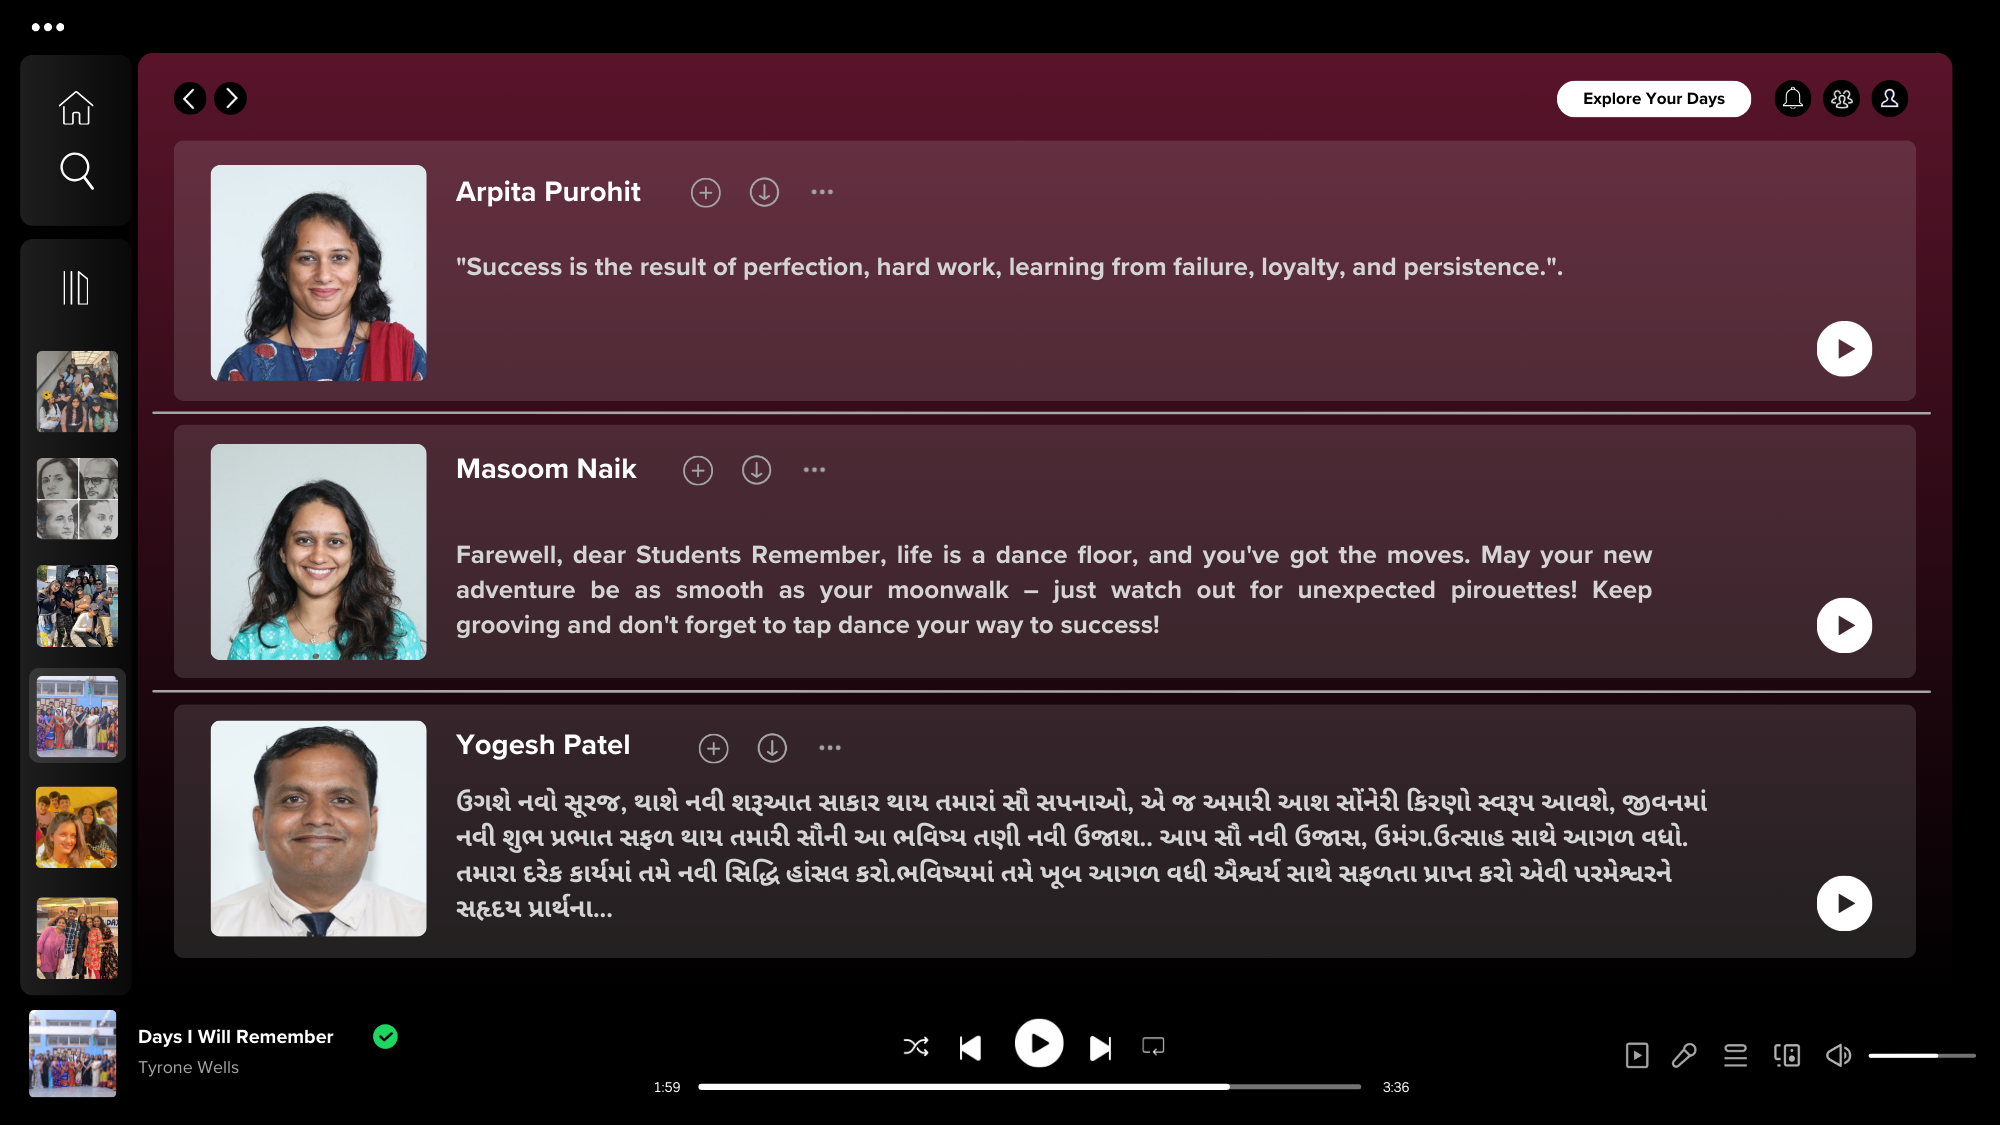 Explore Your Days
Arpita Purohit
"Success is the result of perfection, hard work, learning from failure, loyalty, and persistence.".
Masoom Naik
Farewell, dear Students Remember, life is a dance floor, and you've got the moves. May your new
adventure be as smooth as your moonwalk – just watch out for unexpected pirouettes! Keep
grooving and don't forget to tap dance your way to success!
Yogesh Patel
ઉગશે નવો સૂરજ, થાશે નવી શરૂઆત સાકાર થાય તમારાં સૌ સપનાઓ, એ જ અમારી આશ સોંનેરી કિરણો સ્વરૂપ આવશે, જીવનમાં
નવી શુભ પ્રભાત સફળ થાય તમારી સૌની આ ભવિષ્ય તણી નવી ઉજાશ.. આપ સૌ નવી ઉજાસ, ઉમંગ.ઉત્સાહ સાથે આગળ વધો.
તમારા દરેક કાર્યમાં તમે નવી સિદ્ધિ હાંસલ કરો.ભવિષ્યમાં તમે ખૂબ આગળ વધી ઐશ્વર્ય સાથે સફળતા પ્રાપ્ત કરો એવી પરમેશ્વરને
સહૃદય પ્રાર્થના...
Days I Will Remember
Tyrone Wells
1:59
3:36